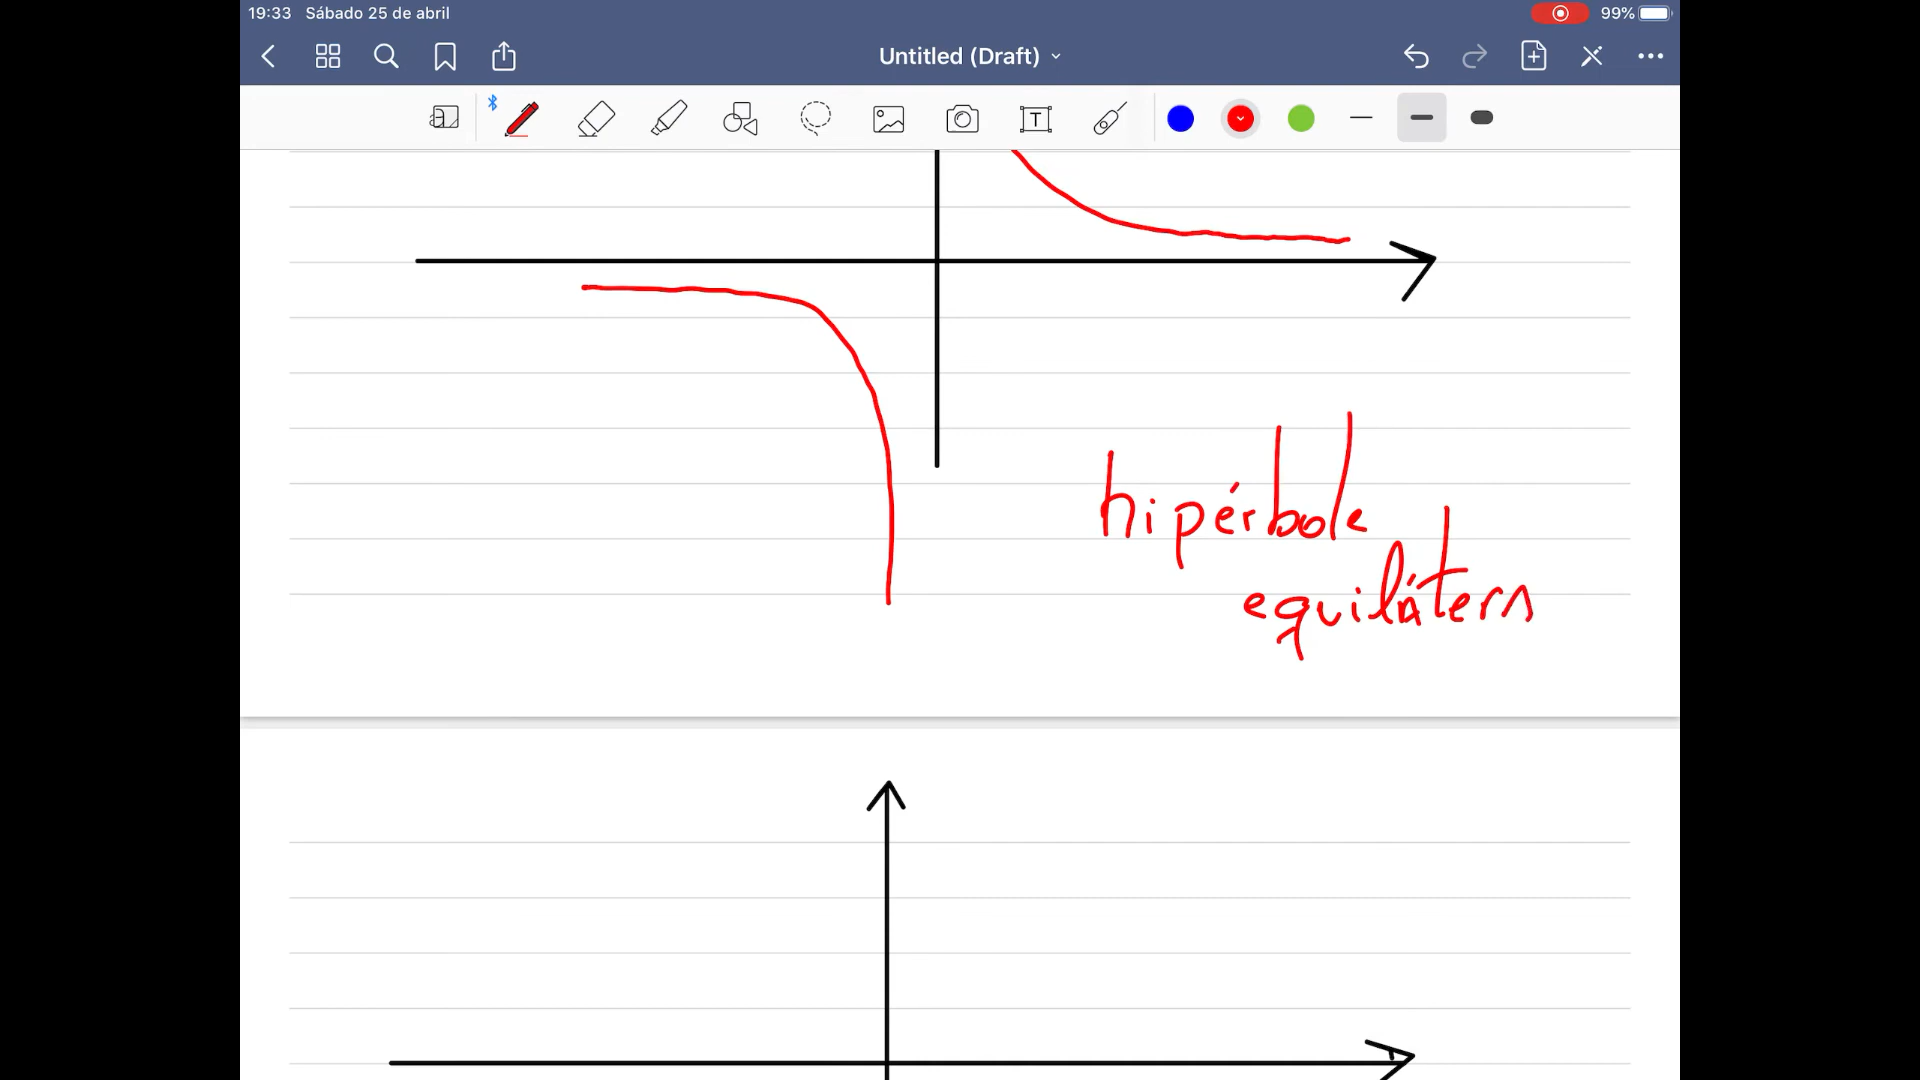 19:33 Sábado 25 de abril
99%
Untitled (Draft)
T
hipérbole
equilátera